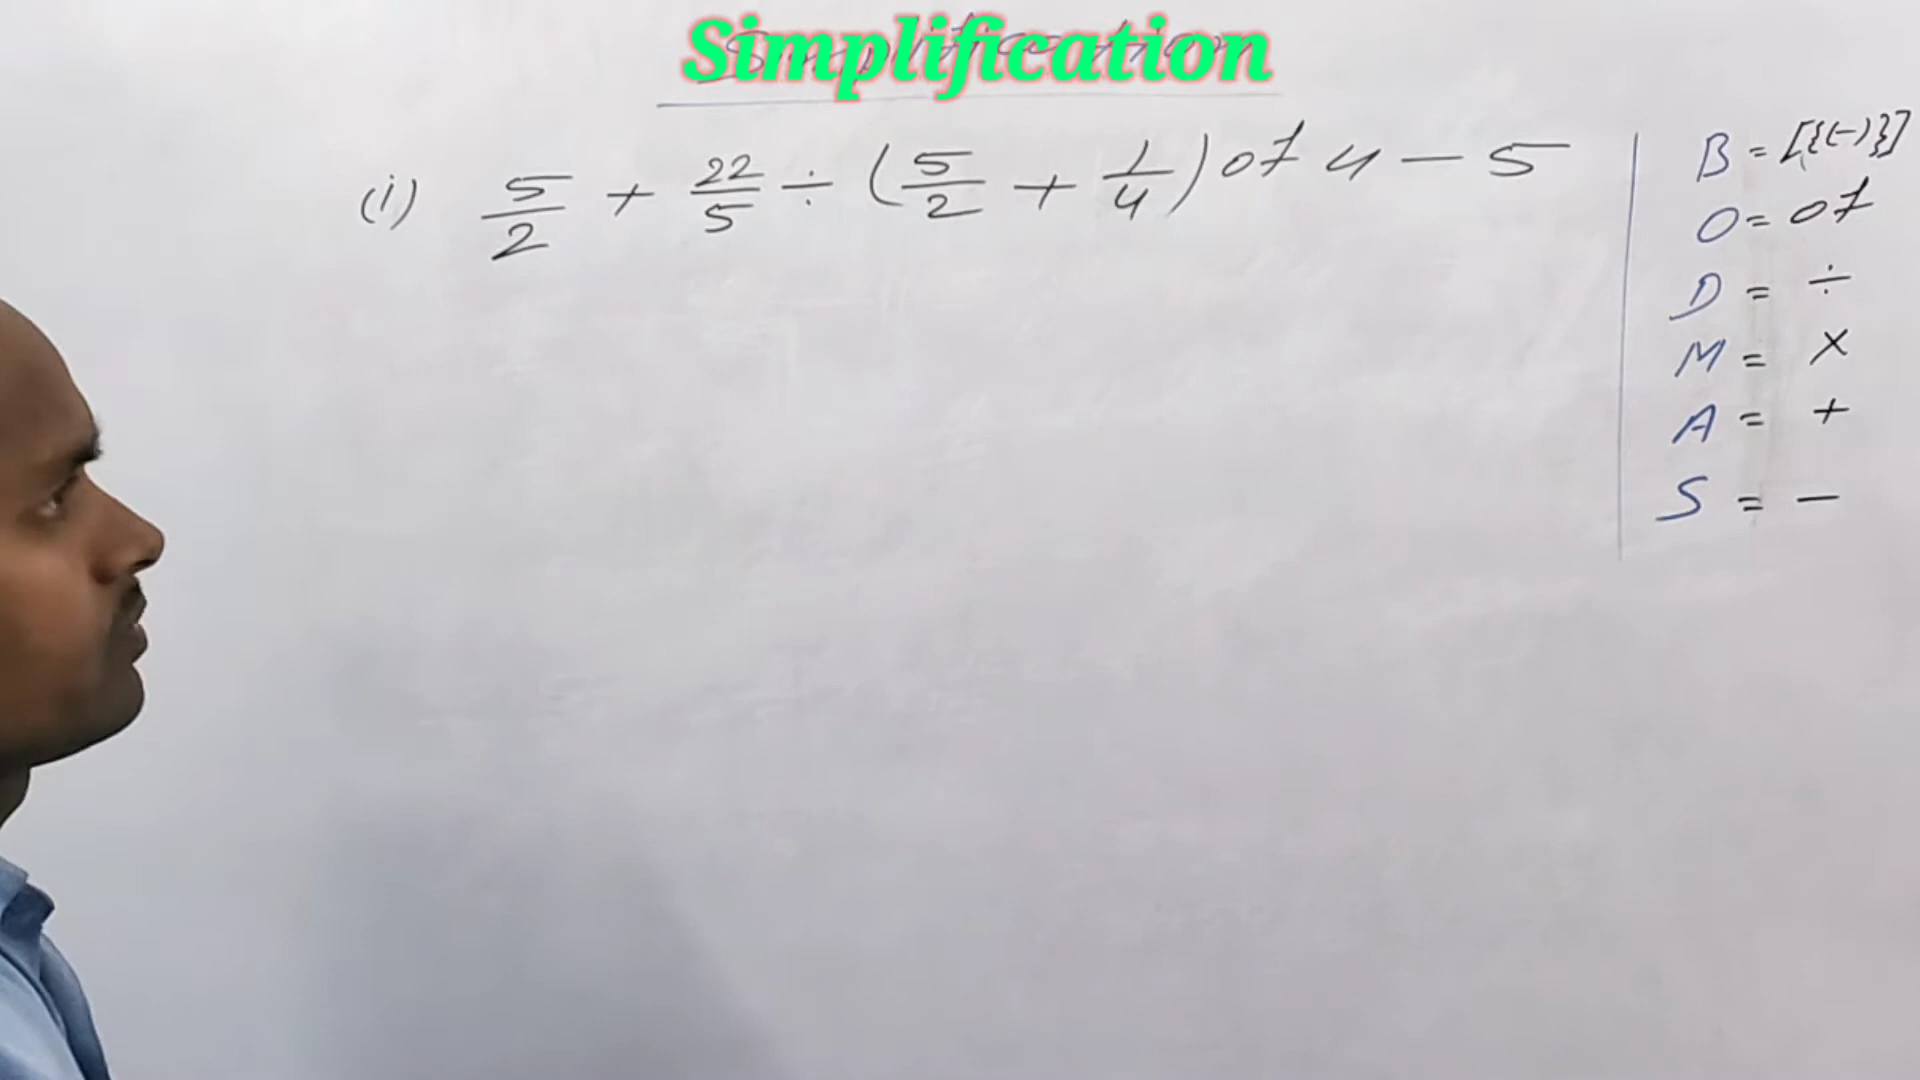 Simplification
(i) 5/2 + 22/5 ÷ (5/2 + 1/4) of 4 - 5
B = [{(-)}]
O = of
D = ÷
M = ×
A = +
S = -